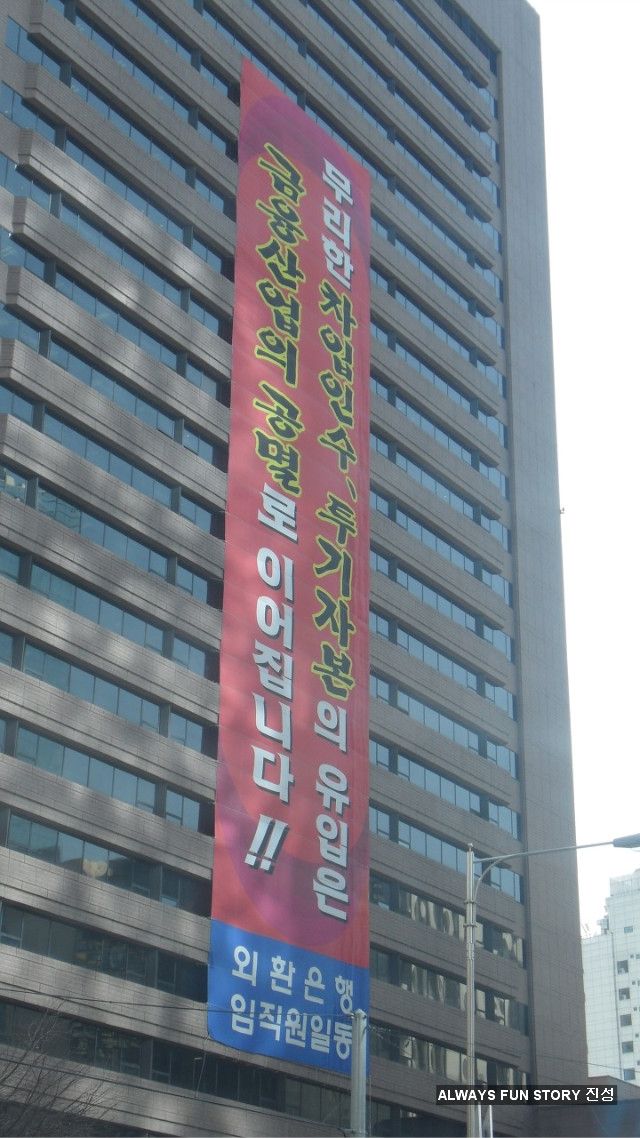 무리한 차입인수, 투기자본의 유입은
금융산업의 공멸로 이어집니다!!
외환은행
임직원일동
ALWAYS FUN STORY 진성